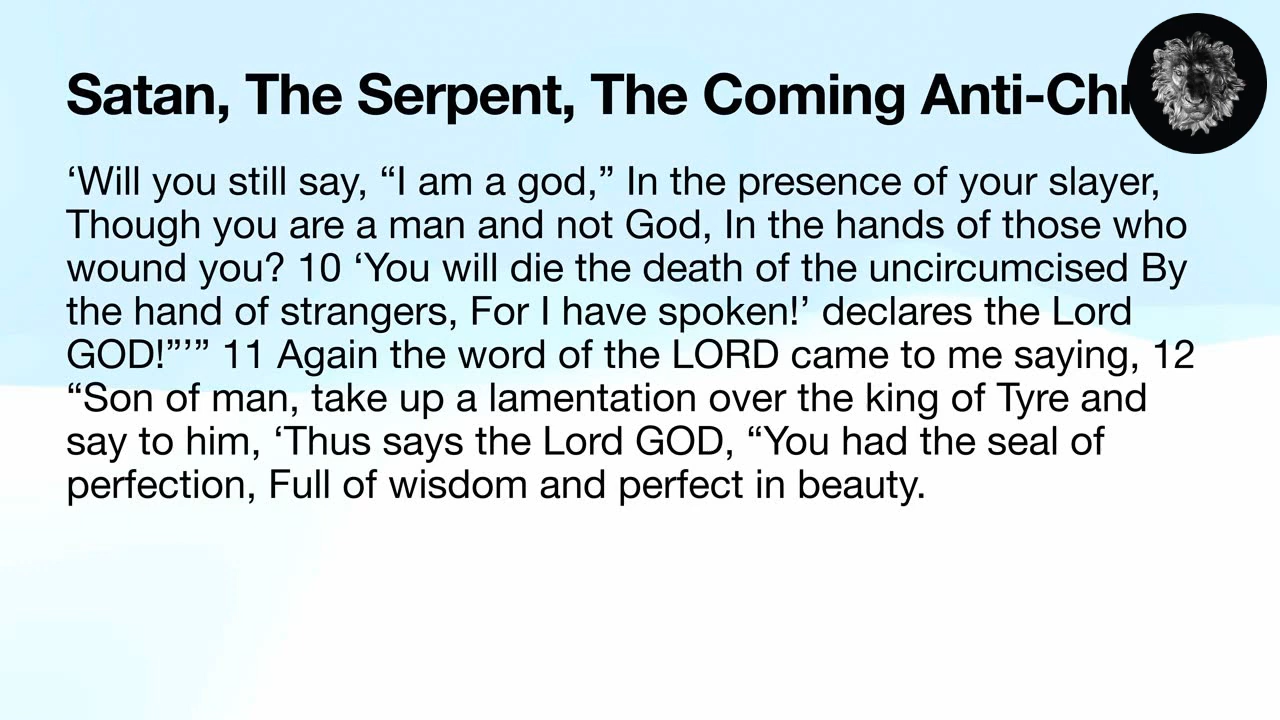 Satan, The Serpent, The Coming Anti-Chr
‘Will you still say, “I am a god,” In the presence of your slayer,
Though you are a man and not God, In the hands of those who
wound you? 10 ‘You will die the death of the uncircumcised By
the hand of strangers, For I have spoken!’ declares the Lord
GOD!”’” 11 Again the word of the LORD came to me saying, 12
“Son of man, take up a lamentation over the king of Tyre and
say to him, ‘Thus says the Lord GOD, “You had the seal of
perfection, Full of wisdom and perfect in beauty.